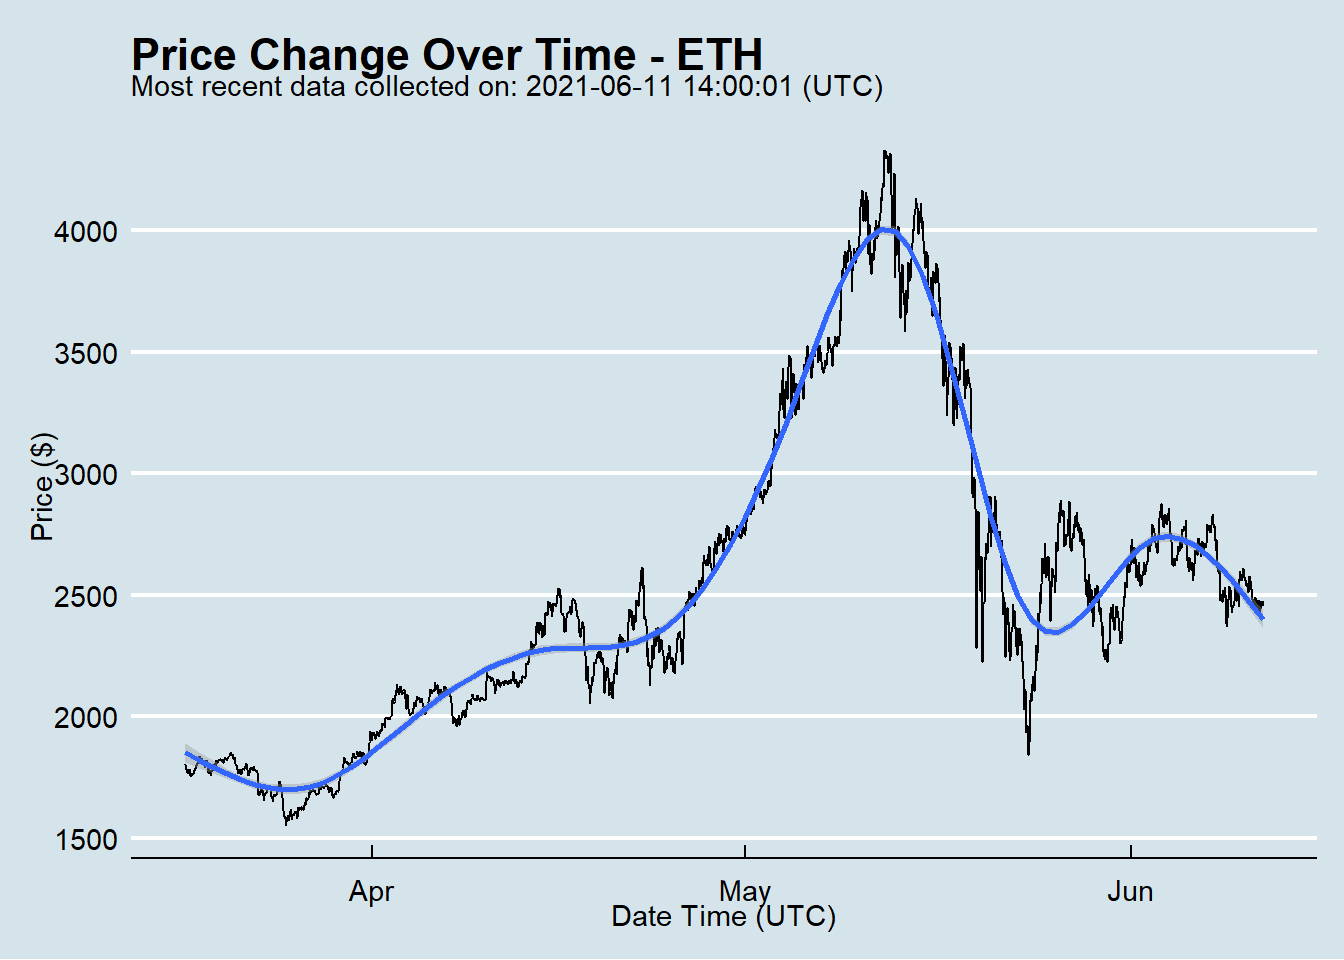 Price Change Over Time - ETH
Most recent data collected on: 2021-06-11 14:00:01 (UTC)
Price ($)
4000
3500
3000
2500
2000
1500
Apr
May
Jun
Date Time (UTC)